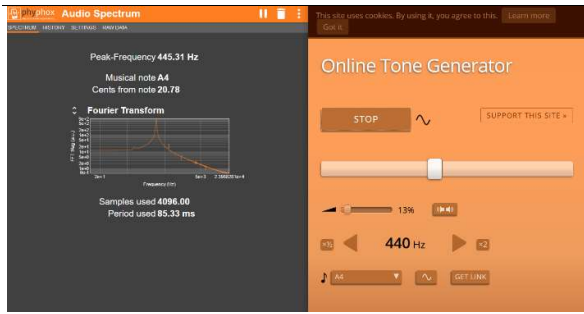 phyphox Audio Spectrum
SPECTRUM HISTORY SETTINGS RAW DATA
Peak-Frequency 445.31 Hz
Musical note A4
Cents from note 20.78
Fourier Transform
Frequency (Hz)
Samples used 4096.00
Period used 85.33 ms
This site uses cookies. By using it, you agree to this. Learn more
Got it
Online Tone Generator
STOP
SUPPORT THIS SITE »
13%
×½ 440 Hz ×2
A4
GET LINK